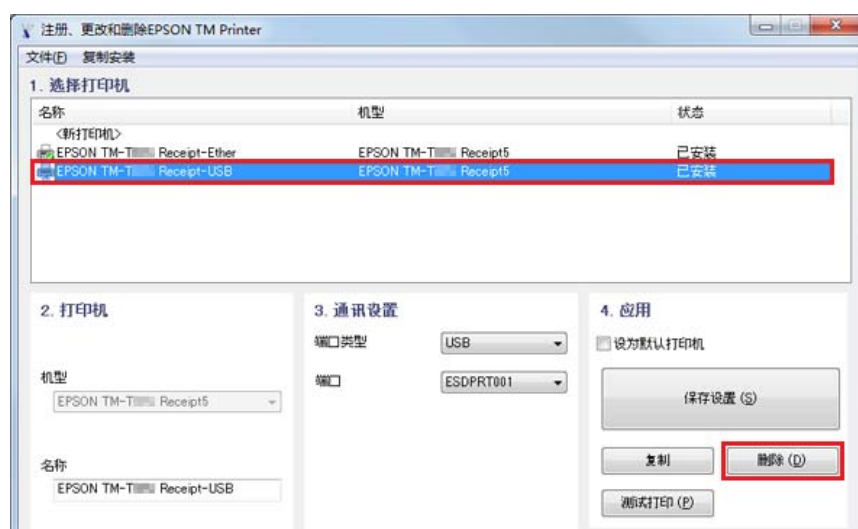 注册、更改和删除EPSON TM Printer
文件(F) 复制安装
1. 选择打印机
名称 机型 状态
<新打印机>
EPSON TM-T Receipt-Ether EPSON TM-T Receipt5 已安装
EPSON TM-T Receipt-USB EPSON TM-T Receipt5 已安装
2. 打印机 3. 通讯设置 4. 应用
端口类型 USB 设为默认打印机
机型 端口 ESDPRT001
EPSON TM-T Receipt5 保存设置 (S)
名称 复制 删除 (D)
EPSON TM-T Receipt-USB
测试打印 (P)